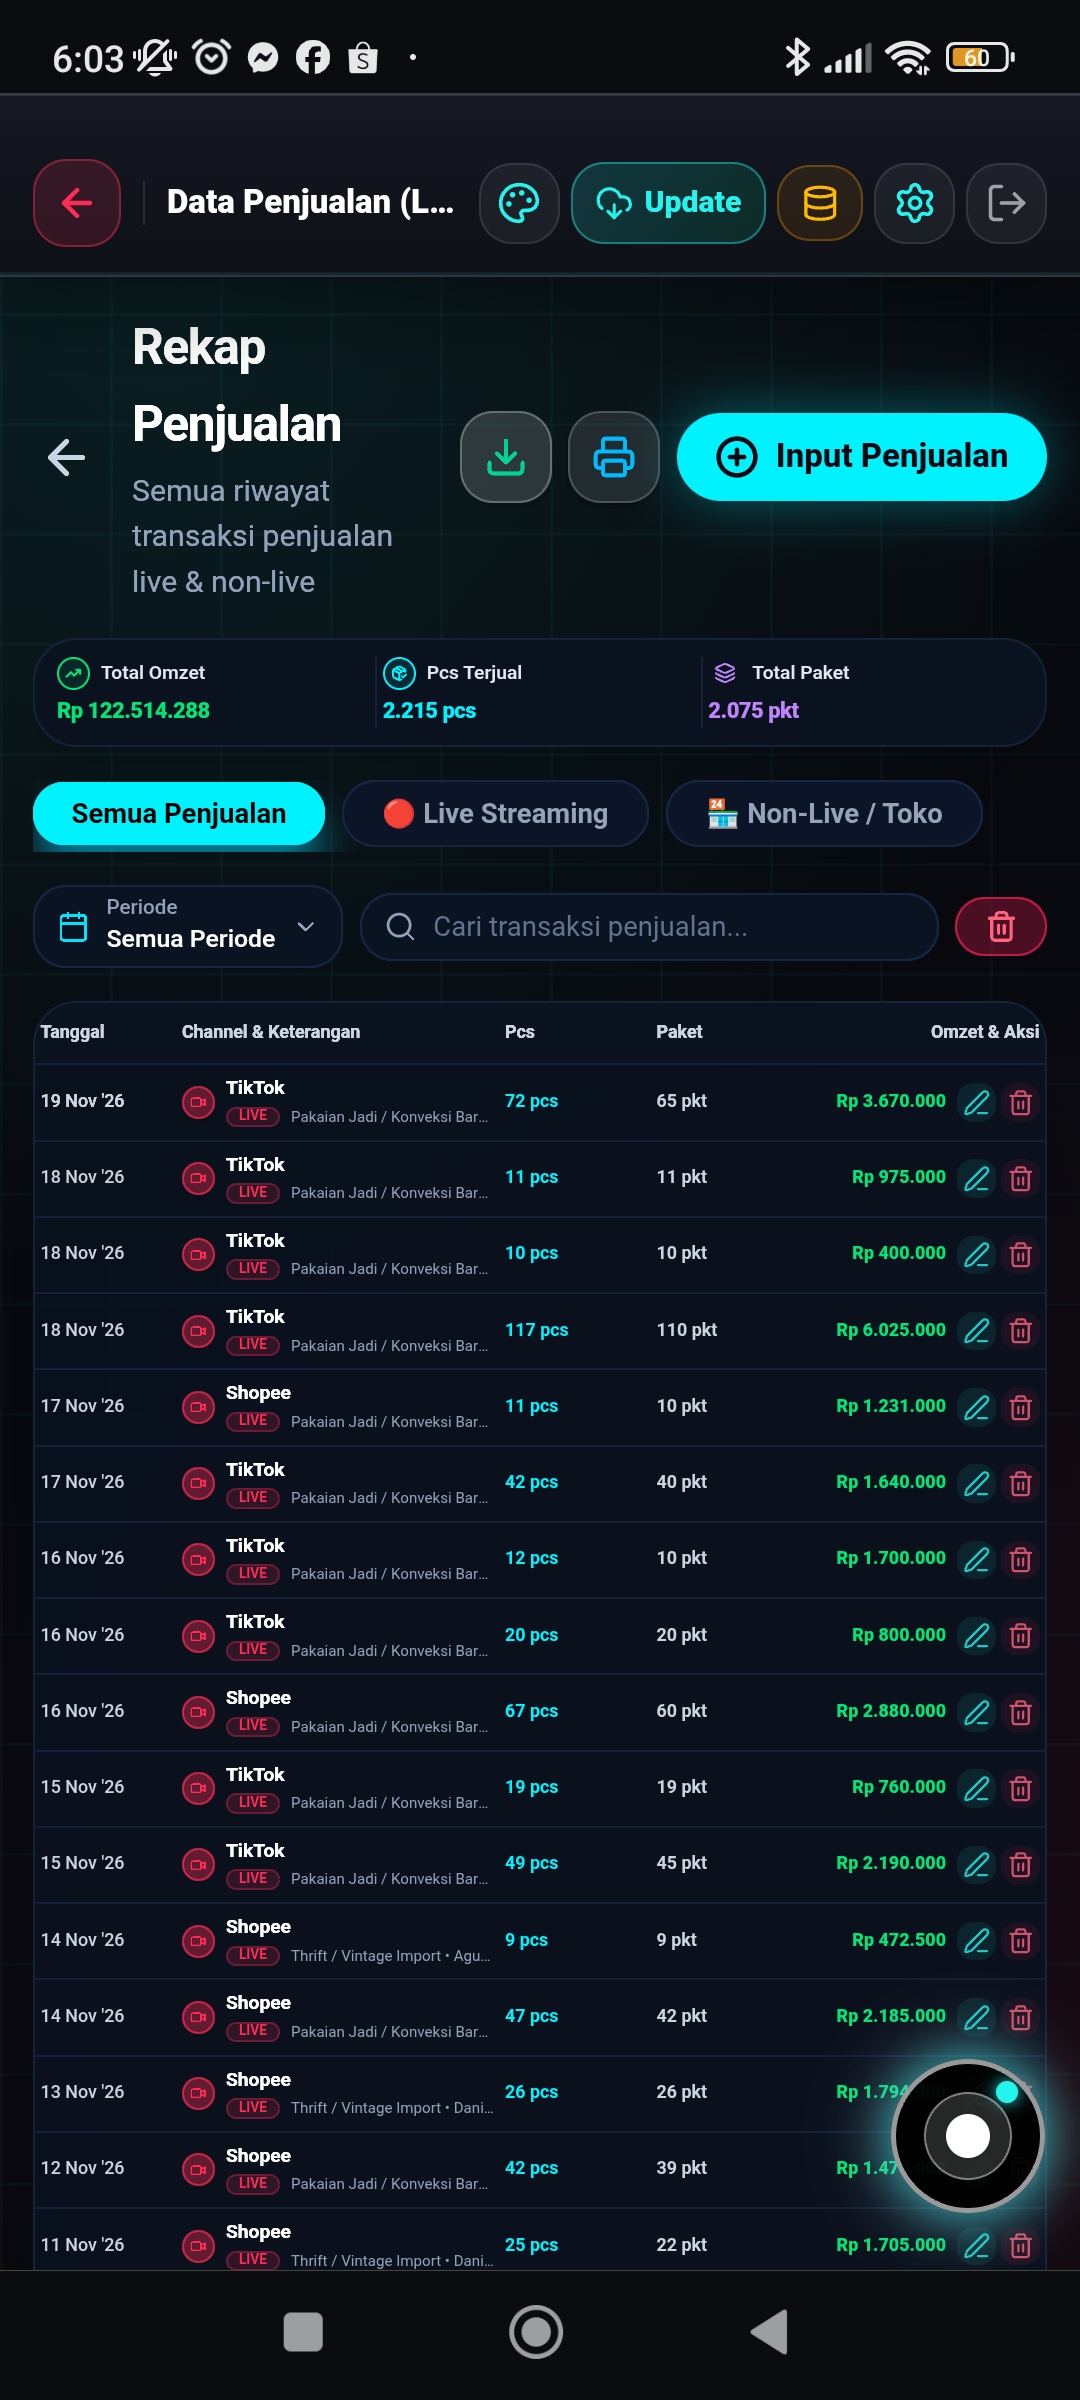 6:03
60
Data Penjualan (L...
Update
Rekap
Penjualan
Semua riwayat
transaksi penjualan
live & non-live
Input Penjualan
Total Omzet
Rp 122.514.288
Pcs Terjual
2.215 pcs
Total Paket
2.075 pkt
Semua Penjualan
Live Streaming
24 Non-Live / Toko
Periode
Semua Periode
Cari transaksi penjualan...
Tanggal Channel & Keterangan Pcs Paket Omzet & Aksi
19 Nov '26 TikTok 72 pcs 65 pkt Rp 3.670.000
LIVE Pakaian Jadi / Konveksi Bar...
18 Nov '26 TikTok 11 pcs 11 pkt Rp 975.000
LIVE Pakaian Jadi / Konveksi Bar...
18 Nov '26 TikTok 10 pcs 10 pkt Rp 400.000
LIVE Pakaian Jadi / Konveksi Bar...
18 Nov '26 TikTok 117 pcs 110 pkt Rp 6.025.000
LIVE Pakaian Jadi / Konveksi Bar...
17 Nov '26 Shopee 11 pcs 10 pkt Rp 1.231.000
LIVE Pakaian Jadi / Konveksi Bar...
17 Nov '26 TikTok 42 pcs 40 pkt Rp 1.640.000
LIVE Pakaian Jadi / Konveksi Bar...
16 Nov '26 TikTok 12 pcs 10 pkt Rp 1.700.000
LIVE Pakaian Jadi / Konveksi Bar...
16 Nov '26 TikTok 20 pcs 20 pkt Rp 800.000
LIVE Pakaian Jadi / Konveksi Bar...
16 Nov '26 Shopee 67 pcs 60 pkt Rp 2.880.000
LIVE Pakaian Jadi / Konveksi Bar...
15 Nov '26 TikTok 19 pcs 19 pkt Rp 760.000
LIVE Pakaian Jadi / Konveksi Bar...
15 Nov '26 TikTok 49 pcs 45 pkt Rp 2.190.000
LIVE Pakaian Jadi / Konveksi Bar...
14 Nov '26 Shopee 9 pcs 9 pkt Rp 472.500
LIVE Thrift / Vintage Import • Agu...
14 Nov '26 Shopee 47 pcs 42 pkt Rp 2.185.000
LIVE Pakaian Jadi / Konveksi Bar...
13 Nov '26 Shopee 26 pcs 26 pkt Rp
LIVE Thrift / Vintage Import • Dani...
12 Nov '26 Shopee 42 pcs 39 pkt Rp
LIVE Pakaian Jadi / Konveksi Bar...
11 Nov '26 Shopee 25 pcs 22 pkt Rp 1.705.000
LIVE Thrift / Vintage Import • Dani...